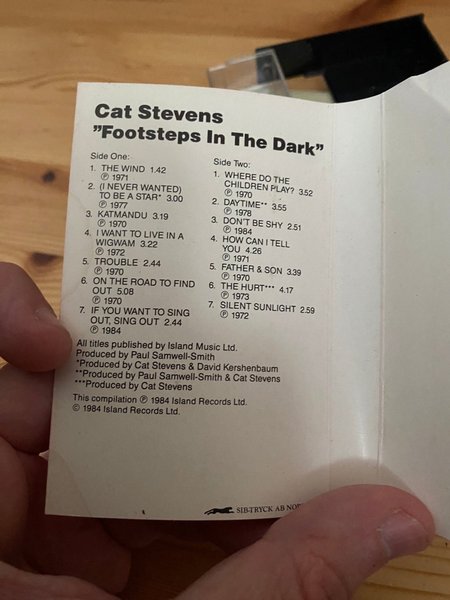 Cat Stevens
"Footsteps In The Dark"
Side One:
1. THE WIND 1.42
℗ 1971
2. (I NEVER WANTED)
TO BE A STAR* 3.00
℗ 1977
3. KATMANDU 3.19
℗ 1970
4. I WANT TO LIVE IN A
WIGWAM 3.22
℗ 1972
5. TROUBLE 2.44
℗ 1970
6. ON THE ROAD TO FIND
OUT 5.08
℗ 1970
7. IF YOU WANT TO SING
OUT, SING OUT 2.44
℗ 1984
Side Two:
1. WHERE DO THE
CHILDREN PLAY? 3.52
℗ 1970
2. DAYTIME** 3.55
℗ 1978
3. DON'T BE SHY 2.51
℗ 1984
4. HOW CAN I TELL
YOU 4.26
℗ 1971
5. FATHER & SON 3.39
℗ 1970
6. THE HURT*** 4.17
℗ 1973
7. SILENT SUNLIGHT 2.59
℗ 1972
All titles published by Island Music Ltd.
Produced by Paul Samwell-Smith
*Produced by Cat Stevens & David Kershenbaum
**Produced by Paul Samwell-Smith & Cat Stevens
***Produced by Cat Stevens
This compilation ℗ 1984 Island Records Ltd.
© 1984 Island Records Ltd.
SIB-TRYCK AB